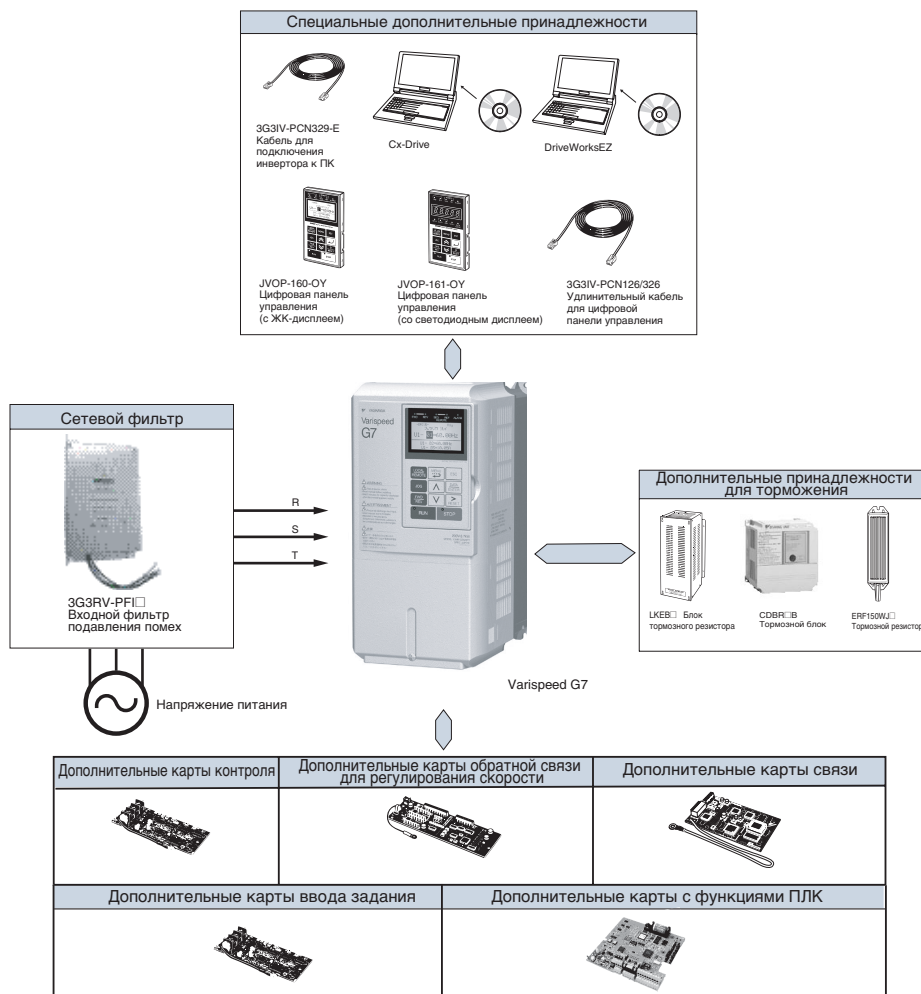 Специальные дополнительные принадлежности
3G3IV-PCN329-E
Кабель для
подключения
инвертора к ПК
Cx-Drive
DriveWorksEZ
JVOP-160-OY
Цифровая панель
управления
(с ЖК-дисплеем)
JVOP-161-OY
Цифровая панель
управления
(со светодиодным дисплеем)
3G3IV-PCN126/326
Удлинительный кабель
для цифровой
панели управления
Сетевой фильтр
3G3RV-PFI□
Входной фильтр
подавления помех
Напряжение питания
R
S
T
Varispeed
G7
RUN
STOP
Varispeed G7
Дополнительные принадлежности
для торможения
LKEB□ Блок
тормозного резистора
CDBR□B
Тормозной блок
ERF150WJ□
Тормозной резистор
Дополнительные карты контроля
Дополнительные карты обратной связи
для регулирования скорости
Дополнительные карты связи
Дополнительные карты ввода задания
Дополнительные карты с функциями ПЛК